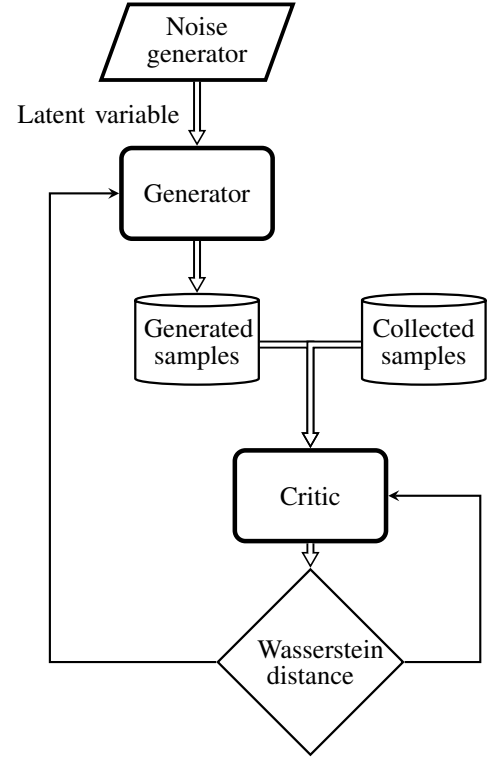 Noise
generator
Latent variable
Generator
Generated
samples
Collected
samples
Critic
Wasserstein
distance